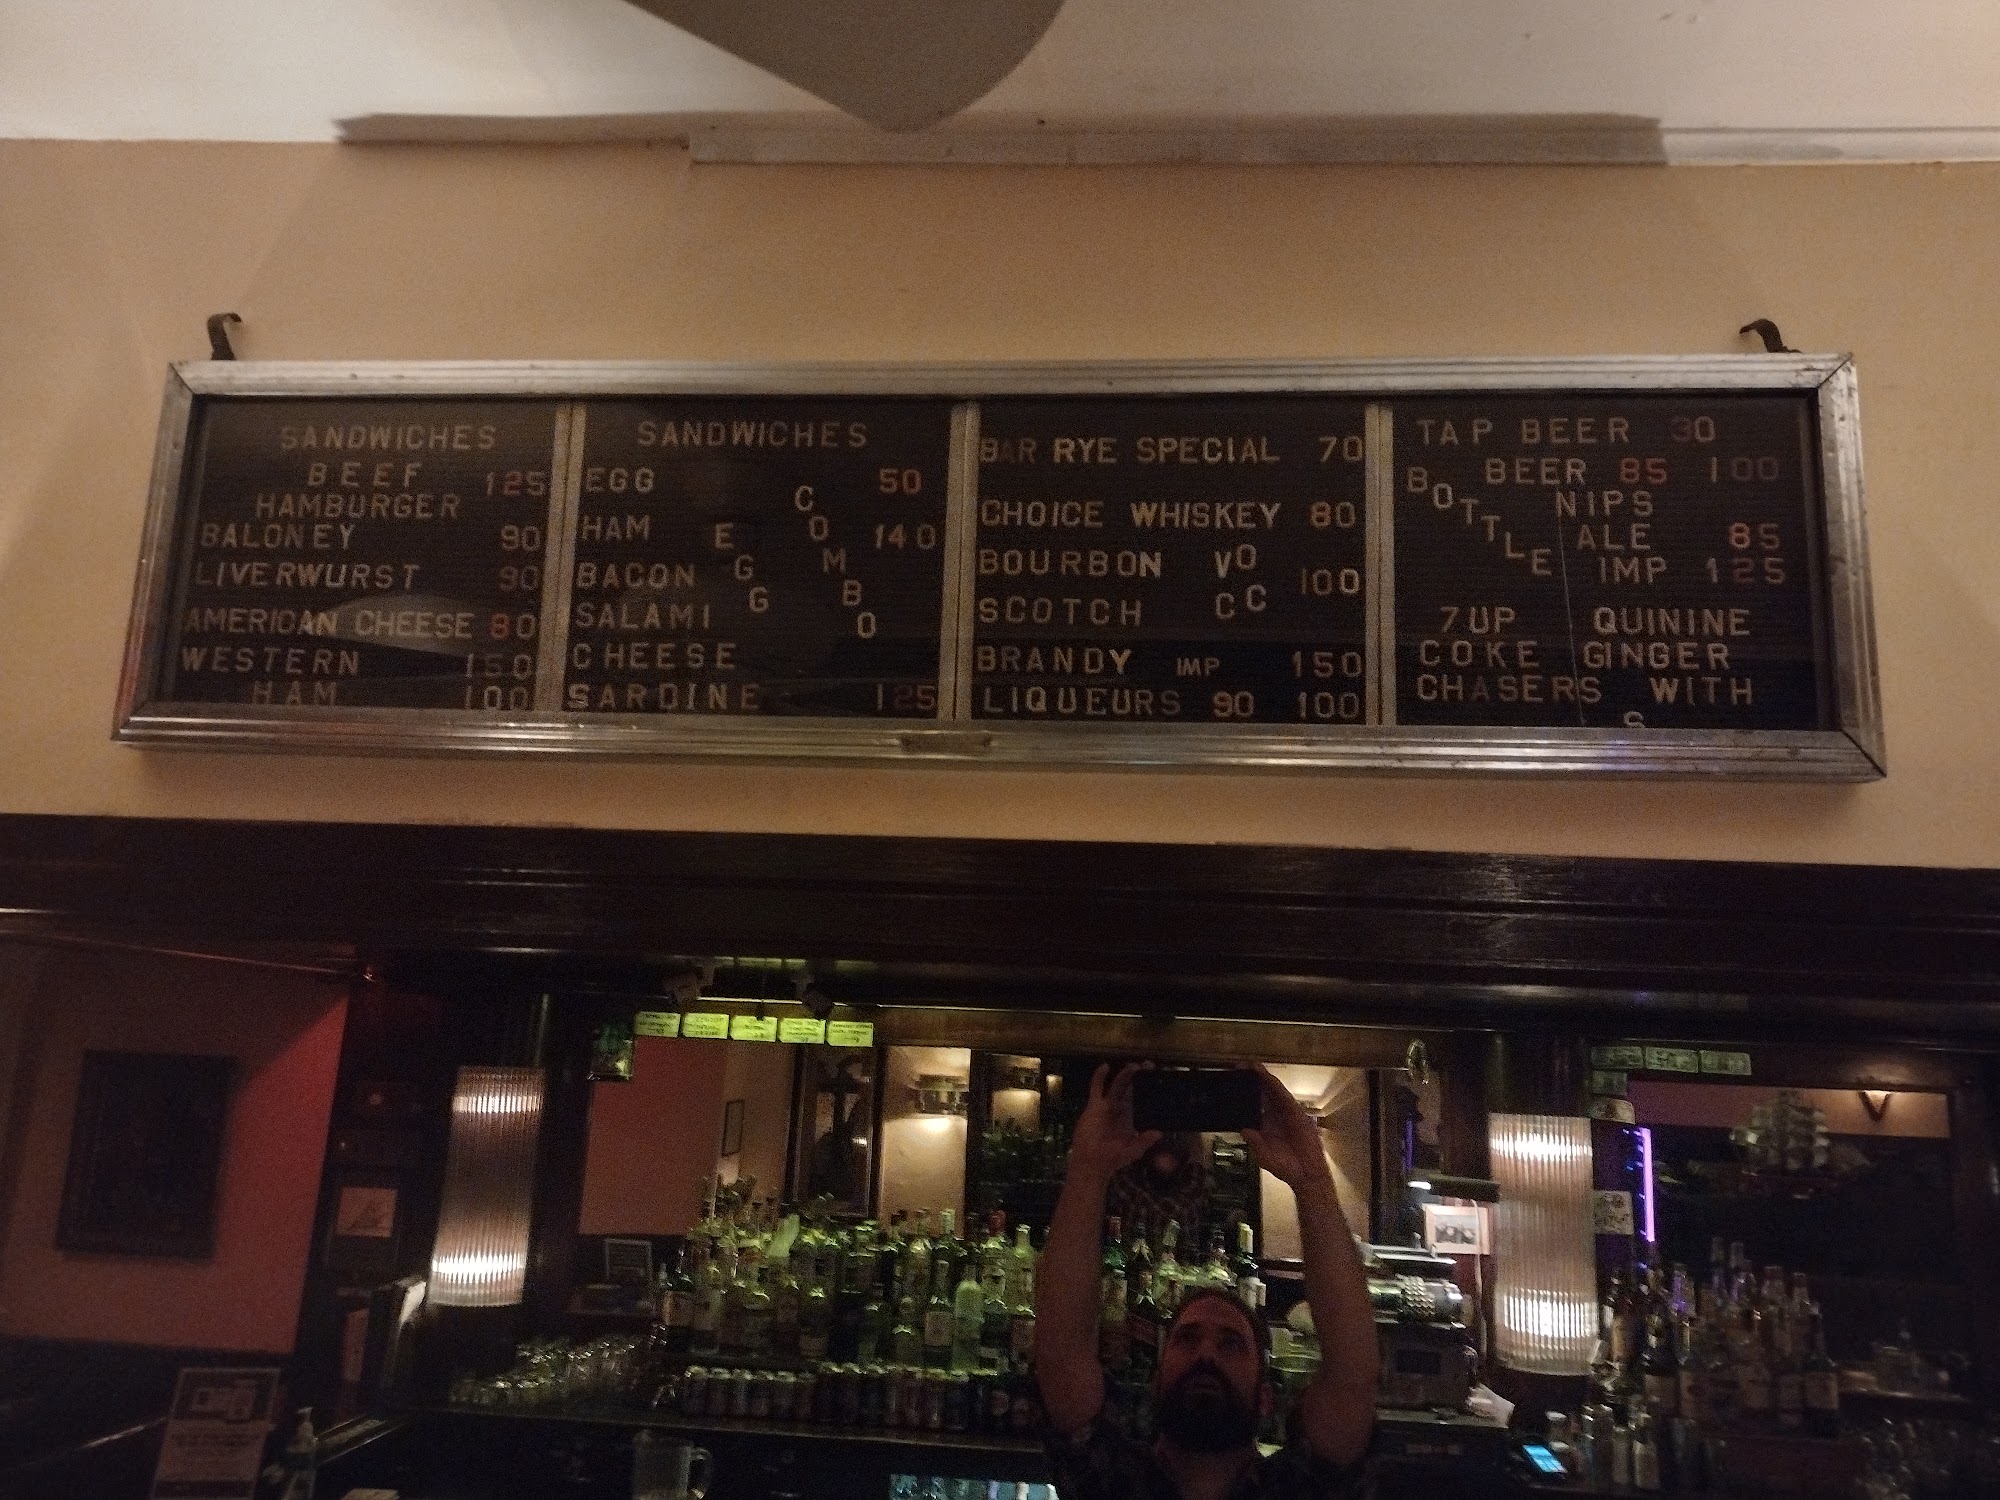 SANDWICHES
BEEF 125
HAMBURGER
BALONEY 90
LIVERWURST 90
AMERICAN CHEESE 80
WESTERN 150
HAM 100
SANDWICHES
EGG 50
HAM EGG COMBO 140
BACON
SALAMI
CHEESE
SARDINE 125
BAR RYE SPECIAL 70
CHOICE WHISKEY 80
BOURBON VO 100
SCOTCH CC
BRANDY IMP 150
LIQUEURS 90 100
TAP BEER 30
BOTTLE BEER 85 100
NIPS
ALE 85
IMP 125
7UP QUININE
COKE GINGER
CHASERS WITH
S